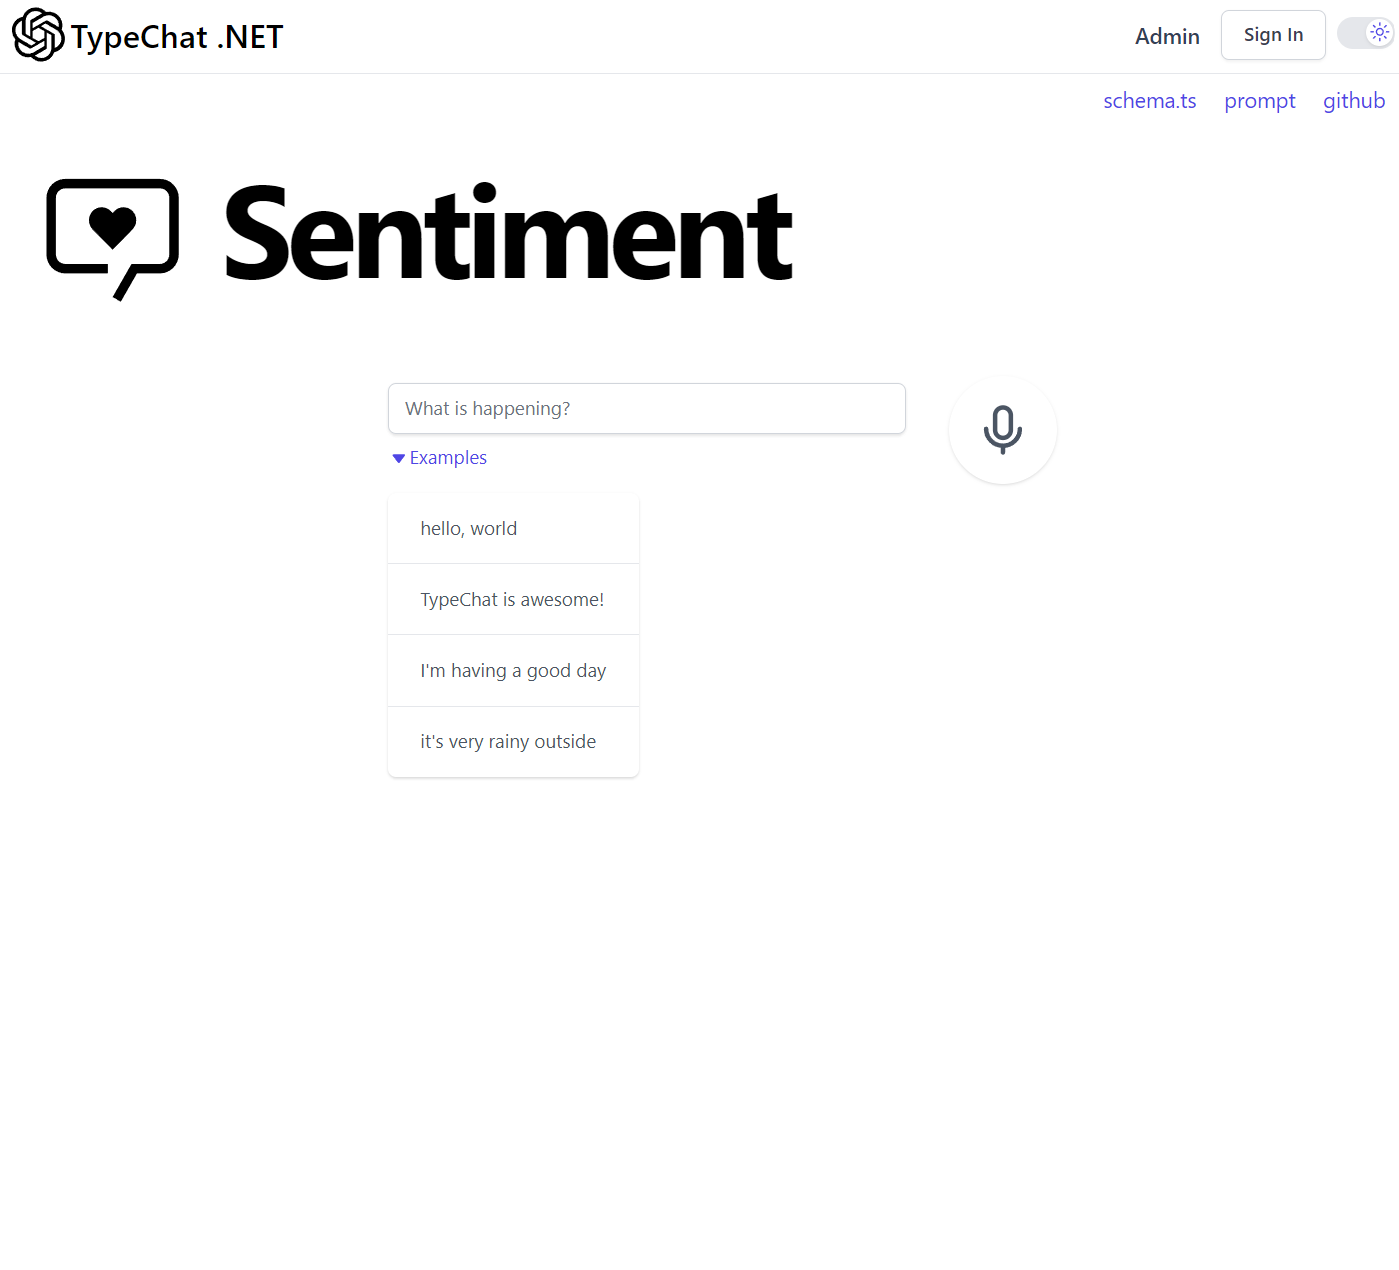 TypeChat .NET
Admin
Sign In
schema.ts
prompt
github
Sentiment
What is happening?
Examples
hello, world
TypeChat is awesome!
I'm having a good day
it's very rainy outside